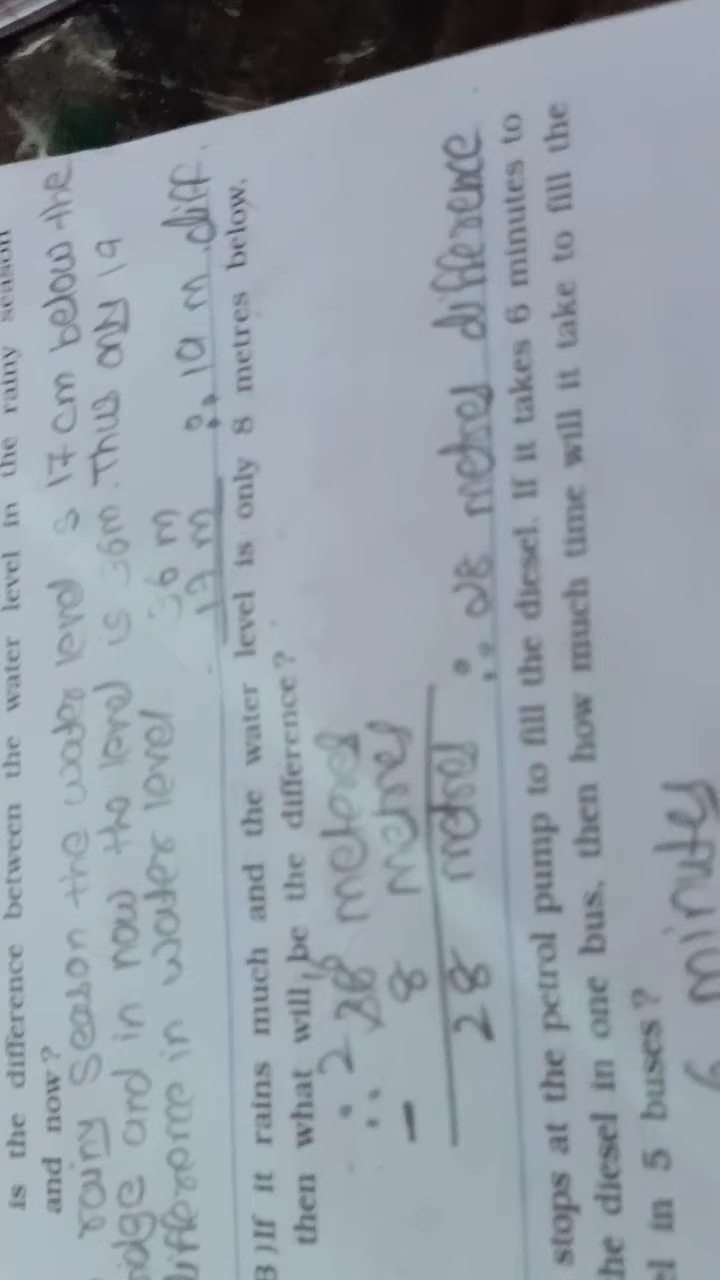 is the difference between the water level in the rainy season
and now?
rainy Season the water level s 17 cm below the
idge and in now the level is 36m. Thus only 19
difference in water level 36 m
17 m ∴ 19 m diff.
B)If it rains much and the water level is only 8 metres below,
then what will be the difference?
metres
- 8 metres
28 metres ∴ 28 metres difference
stops at the petrol pump to fill the diesel. If it takes 6 minutes to
he diesel in one bus, then how much time will it take to fill the
el in 5 buses?
6 minutes